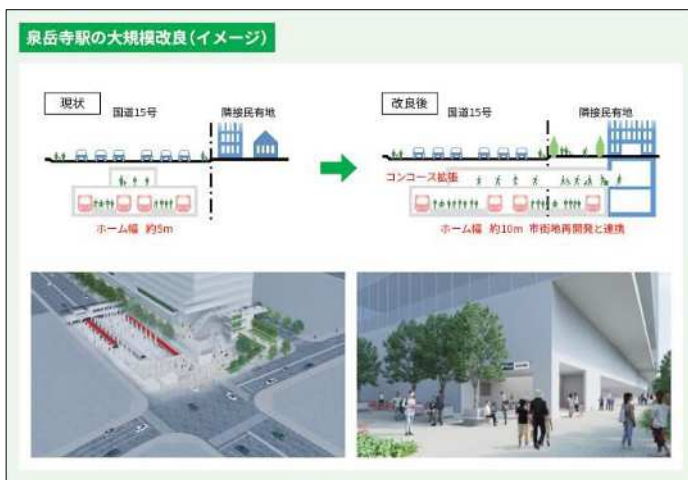 泉岳寺駅の大規模改良(イメージ)
現状
国道15号
隣接民有地
ホーム幅 約5m
改良後
国道15号
隣接民有地
コンコース拡張
ホーム幅 約10m 市街地再開発と連携